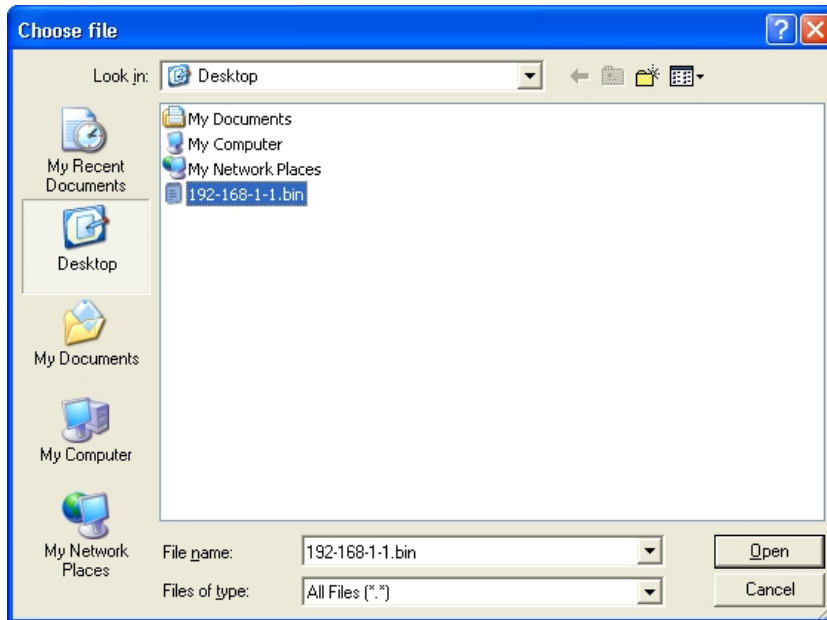 Choose file
Look in:
Desktop
My Recent
Documents
Desktop
My Documents
My Computer
My Network
Places
My Documents
My Computer
My Network Places
192-168-1-1.bin
File name:
192-168-1-1.bin
Open
Files of type:
All Files (*.*)
Cancel